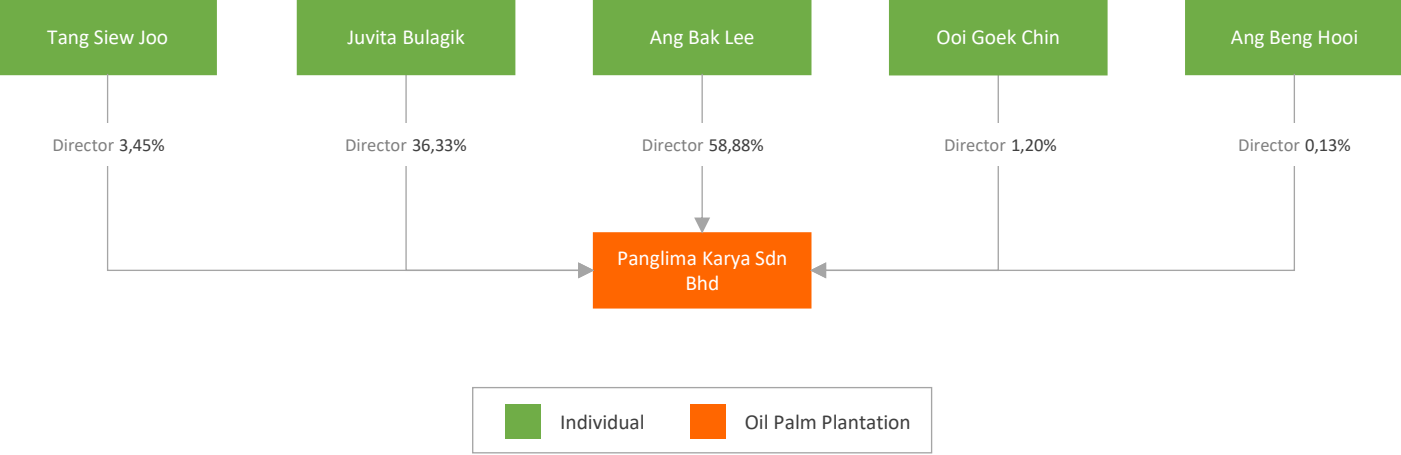 Tang Siew Joo
Juvita Bulagik
Ang Bak Lee
Ooi Goek Chin
Ang Beng Hooi
Director 3,45%
Director 36,33%
Director 58,88%
Director 1,20%
Director 0,13%
Panglima Karya Sdn
Bhd
Individual
Oil Palm Plantation